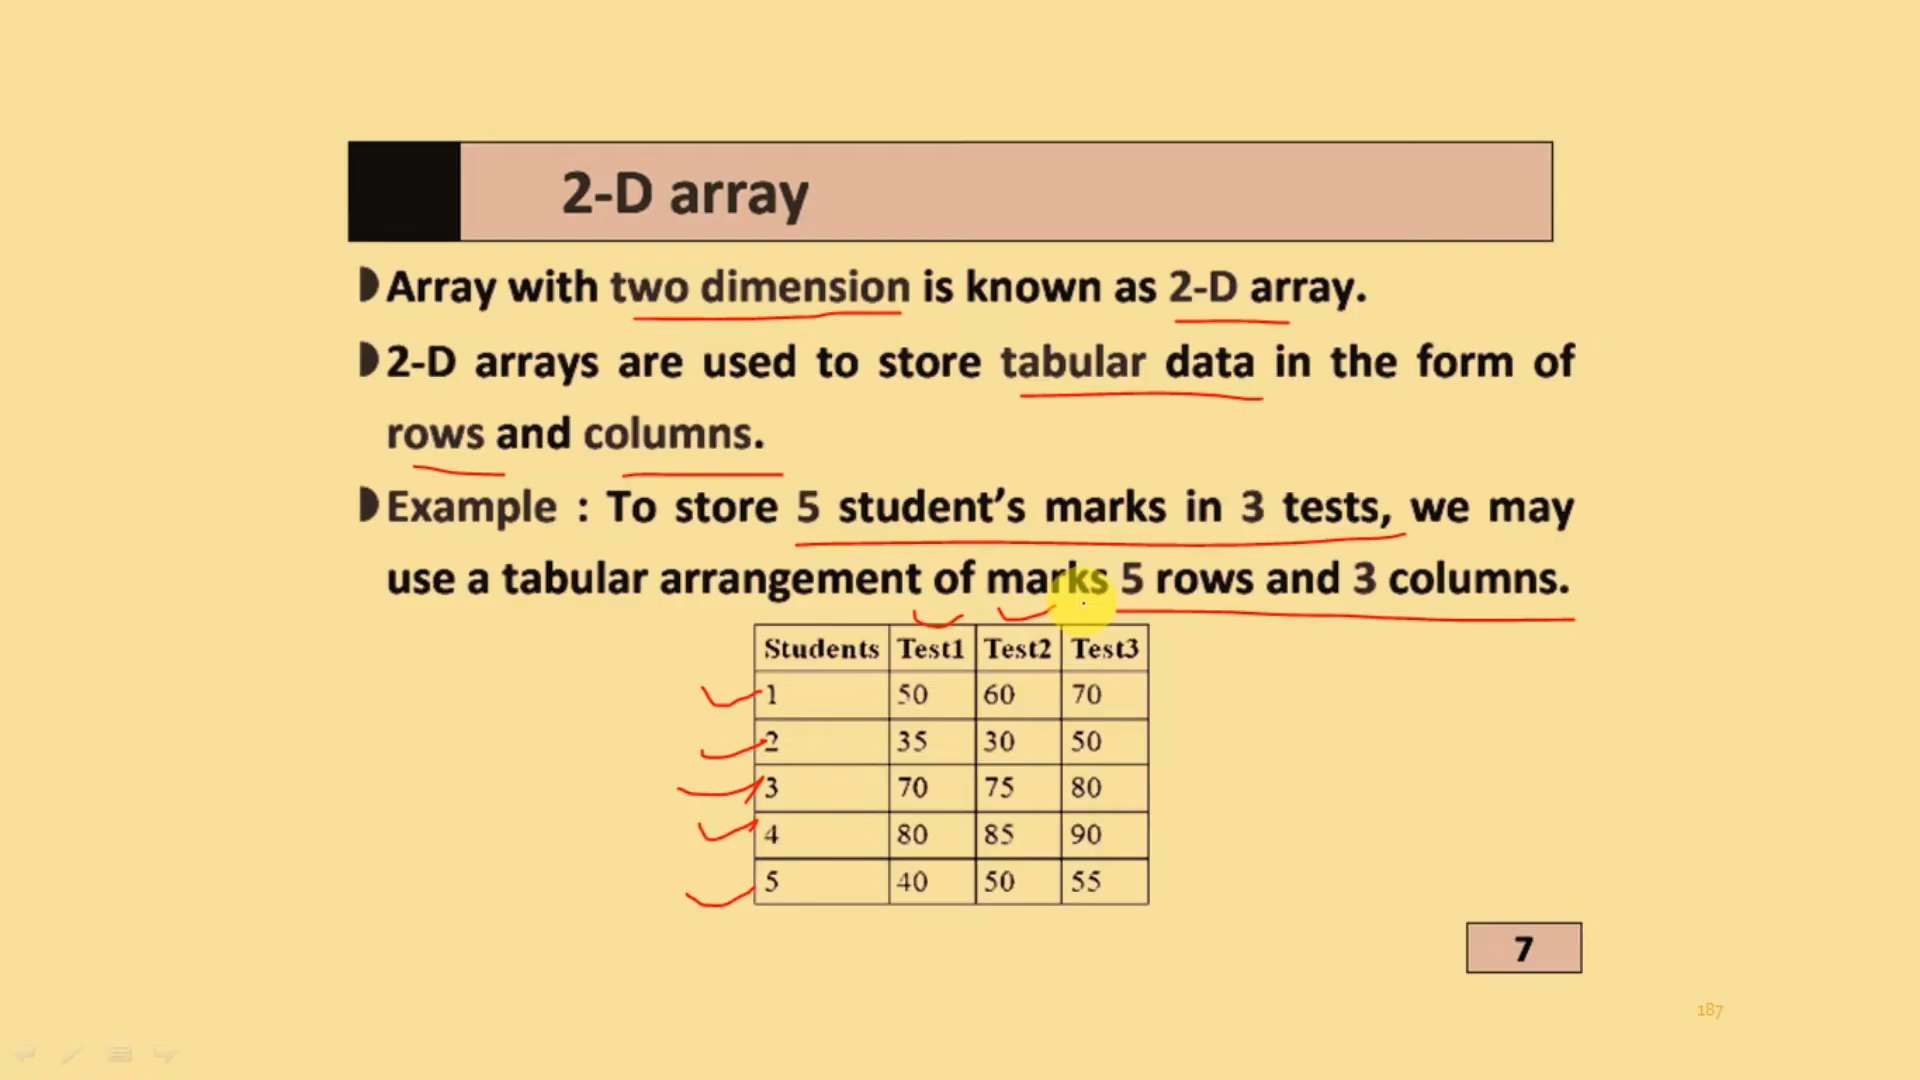 2-D array
Array with two dimension is known as 2-D array.
2-D arrays are used to store tabular data in the form of
rows and columns.
Example : To store 5 student’s marks in 3 tests, we may
use a tabular arrangement of marks 5 rows and 3 columns.
Students Test1 Test2 Test3
1 50 60 70
2 35 30 50
3 70 75 80
4 80 85 90
5 40 50 55
7
187